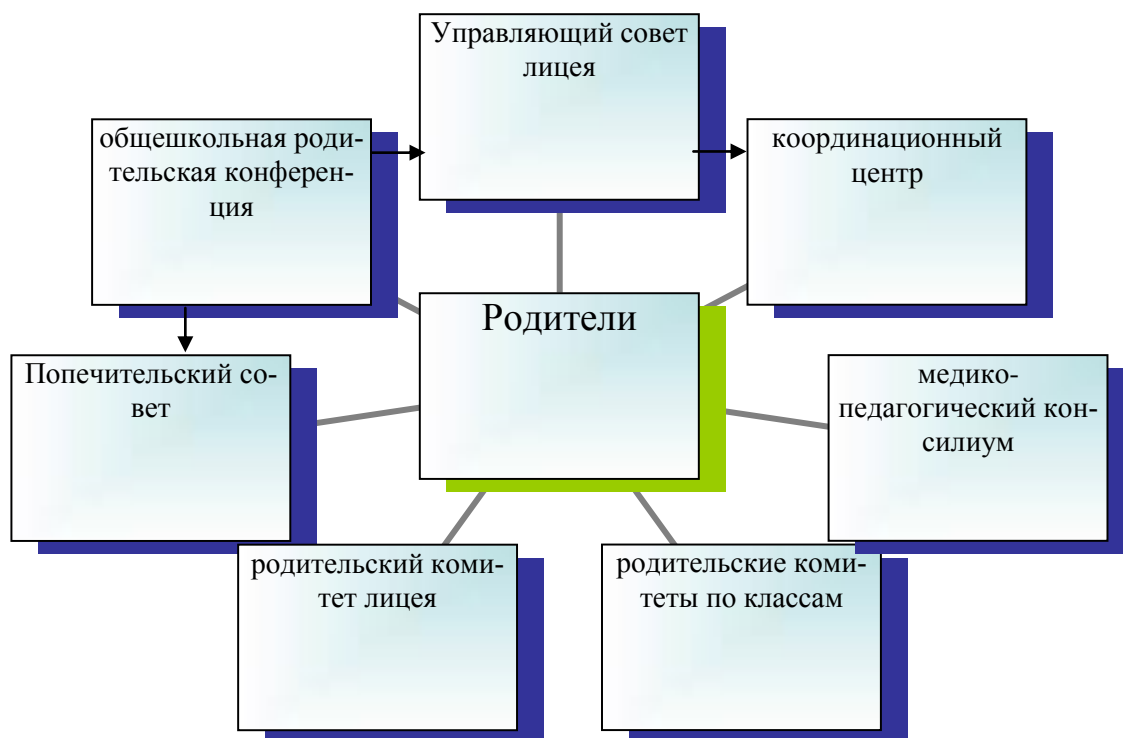 Управляющий совет
лицея
общешкольная роди-
тельская конферен-
ция
координационный
центр
Родители
Попечительский со-
вет
медико-
педагогический кон-
силиум
родительский коми-
тет лицея
родительские коми-
теты по классам